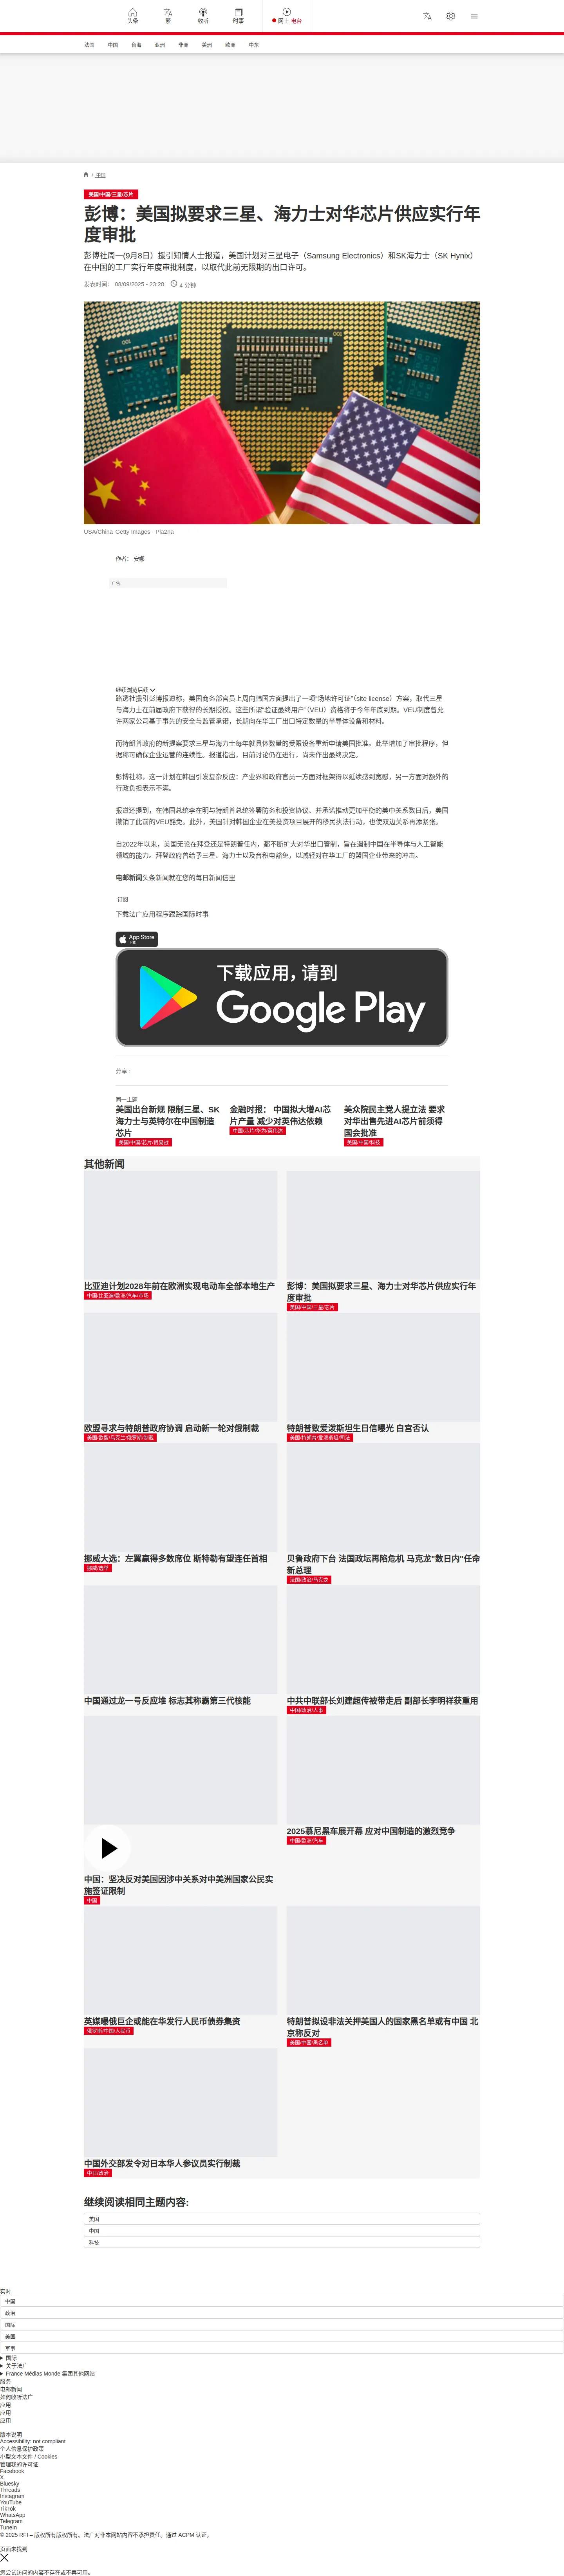 头条
繁
收听
时事
网上 电台
法国
中国
台海
亚洲
非洲
美洲
欧洲
中东
/ 中国
美国/中国/三星/芯片
彭博：美国拟要求三星、海力士对华芯片供应实行年
度审批
彭博社周一(9月8日）援引知情人士报道，美国计划对三星电子（Samsung Electronics）和SK海力士（SK Hynix）
在中国的工厂实行年度审批制度，以取代此前无限期的出口许可。
发表时间： 08/09/2025 - 23:28
4 分钟
USA/China Getty Images - Pla2na
作者： 安娜
广告
继续浏览后续
路透社援引彭博报道称，美国商务部官员上周向韩国方面提出了一项“场地许可证”（site license）方案，取代三星
与海力士在前届政府下获得的长期授权。这些所谓“验证最终用户”（VEU）资格将于今年年底到期。VEU制度曾允
许两家公司基于事先的安全与监管承诺，长期向在华工厂出口特定数量的半导体设备和材料。
而特朗普政府的新提案要求三星与海力士每年就具体数量的受限设备重新申请美国批准。此举增加了审批程序，但
据称可确保企业运营的连续性。报道指出，目前讨论仍在进行，尚未作出最终决定。
彭博社称，这一计划在韩国引发复杂反应：产业界和政府官员一方面对框架得以延续感到宽慰，另一方面对额外的
行政负担表示不满。
报道还提到，在韩国总统李在明与特朗普总统签署防务和投资协议、并承诺推动更加平衡的美中关系数日后，美国
撤销了此前的VEU豁免。此外，美国针对韩国企业在美投资项目展开的移民执法行动，也使双边关系再添紧张。
自2022年以来，美国无论在拜登还是特朗普任内，都不断扩大对华出口管制，旨在遏制中国在半导体与人工智能
领域的能力。拜登政府曾给予三星、海力士以及台积电豁免，以减轻对在华工厂的盟国企业带来的冲击。
电邮新闻头条新闻就在您的每日新闻信里
订阅
下载法广应用程序跟踪国际时事
App Store
下载
下载应用，请到
Google Play
分享 :
同一主题
美国出台新规 限制三星、SK
海力士与英特尔在中国制造
芯片
美国/中国/芯片/贸易战
金融时报： 中国拟大增AI芯
片产量 减少对英伟达依赖
中国/芯片/华为/英伟达
美众院民主党人提立法 要求
对华出售先进AI芯片前须得
国会批准
美国/中国/科技
其他新闻
比亚迪计划2028年前在欧洲实现电动车全部本地生产
中国/比亚迪/欧洲/汽车/市场
彭博：美国拟要求三星、海力士对华芯片供应实行年
度审批
美国/中国/三星/芯片
欧盟寻求与特朗普政府协调 启动新一轮对俄制裁
美国/欧盟/乌克兰/俄罗斯/制裁
特朗普致爱泼斯坦生日信曝光 白宫否认
美国/特朗普/爱泼斯坦/司法
挪威大选：左翼赢得多数席位 斯特勒有望连任首相
挪威/选举
贝鲁政府下台 法国政坛再陷危机 马克龙"数日内"任命
新总理
法国/政治/马克龙
中国通过龙一号反应堆 标志其称霸第三代核能
中共中联部长刘建超传被带走后 副部长李明祥获重用
中国/政治/人事
中国：坚决反对美国因涉中关系对中美洲国家公民实
施签证限制
中国
2025慕尼黑车展开幕 应对中国制造的激烈竞争
中国/欧洲/汽车
英媒曝俄巨企或能在华发行人民币债券集资
俄罗斯/中国/人民币
特朗普拟设非法关押美国人的国家黑名单或有中国 北
京称反对
美国/中国/黑名单
中国外交部发令对日本华人参议员实行制裁
中日/政治
继续阅读相同主题内容:
美国
中国
科技
实时
中国
政治
国际
美国
军事
国际
关于法广
France Médias Monde 集团其他网站
服务
电邮新闻
如何收听法广
应用
应用
应用
版本说明
Accessibility: not compliant
个人信息保护政策
小型文本文件 / Cookies
管理我的许可证
Facebook
X
Bluesky
Threads
Instagram
YouTube
TikTok
WhatsApp
Telegram
TuneIn
© 2025 RFI – 版权所有版权所有。法广对非本网站内容不承担责任。通过 ACPM 认证。
页面未找到
您尝试访问的内容不存在或不再可用。